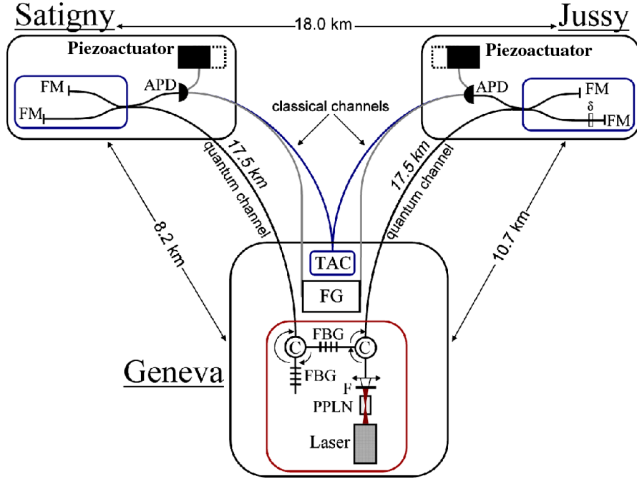 Satigny
18.0 km
Jussy
Piezoactuator
Piezoactuator
FM
APD
APD
FM
FM
classical channels
δ
FM
17.5 km
quantum channel
17.5 km
quantum channel
8.2 km
10.7 km
TAC
FG
FBG
C
C
FBG
Geneva
F
PPLN
Laser